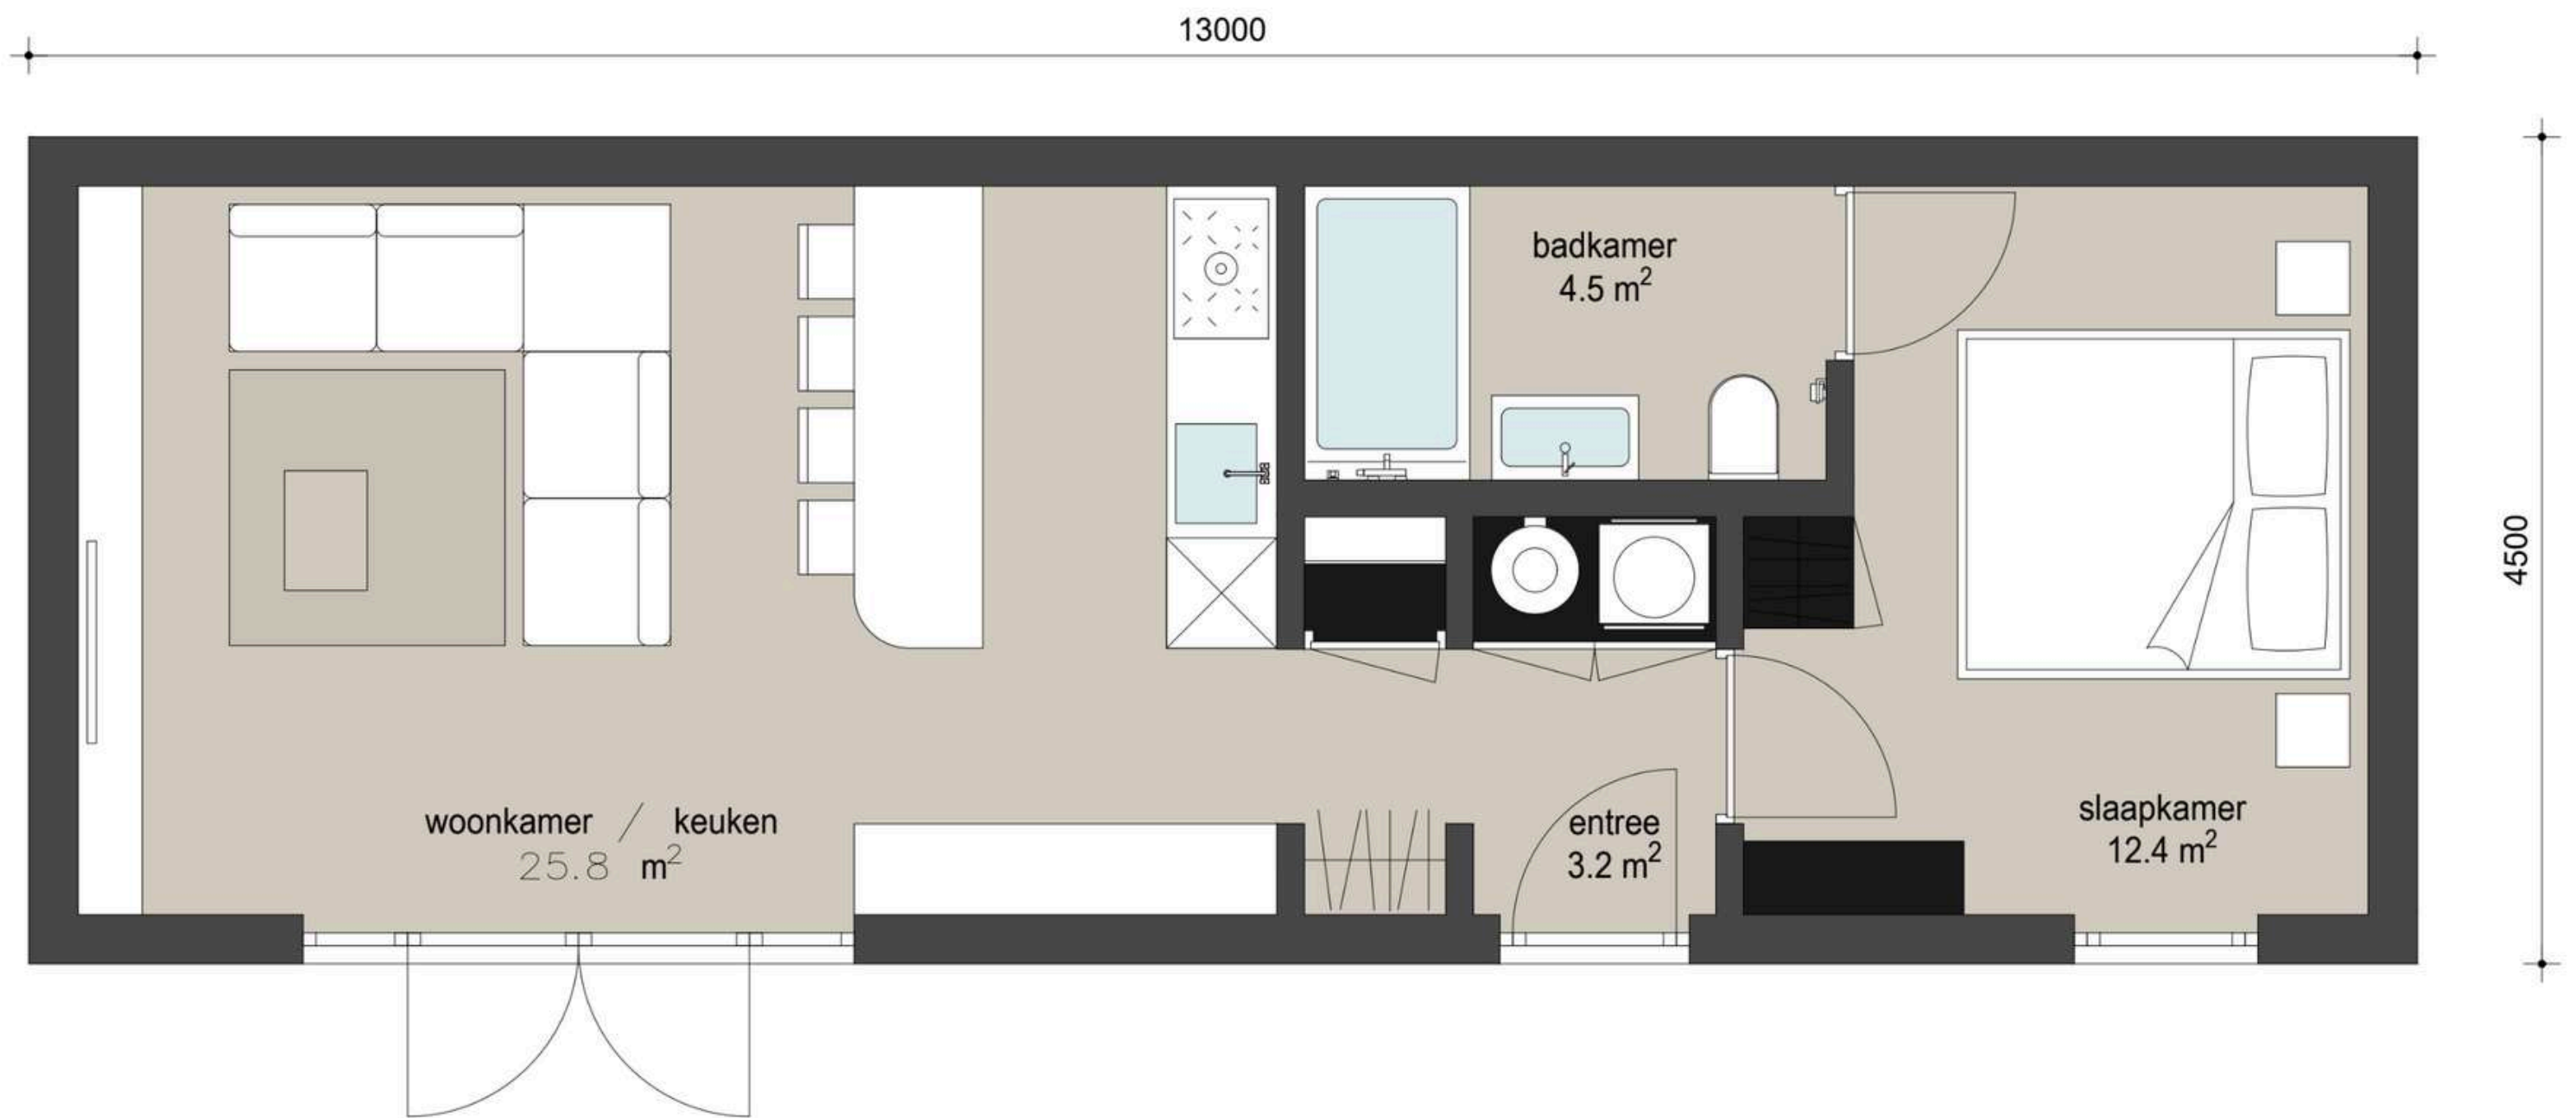 13000
badkamer
4.5 m²
4500
woonkamer / keuken
25.8 m²
entree
3.2 m²
slaapkamer
12.4 m²